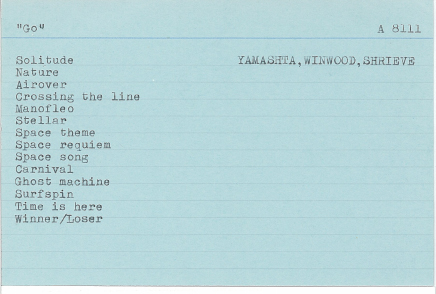 "Go" A 8111
Solitude YAMASHTA,WINWOOD,SHRIEVE
Nature
Airover
Crossing the line
Manofleo
Stellar
Space theme
Space requiem
Space song
Carnival
Ghost machine
Surfspin
Time is here
Winner/Loser